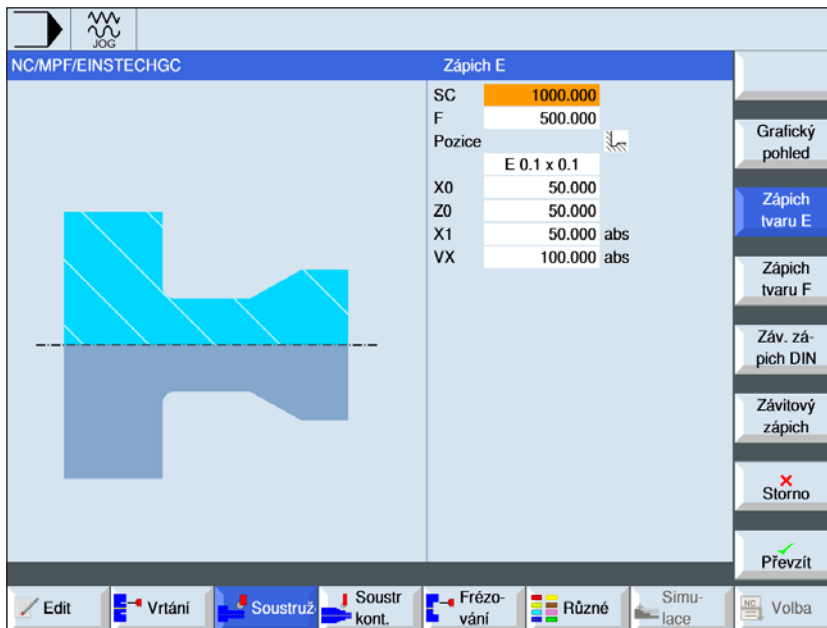 JOG
NC/MPF/EINSTECHGC
Zápich E
SC 1000.000
F 500.000
Pozice
E 0.1 x 0.1
X0 50.000
Z0 50.000
X1 50.000 abs
VX 100.000 abs
Grafický
pohled
Zápich
tvaru E
Zápich
tvaru F
Záv. zá-
pich DIN
Závitový
zápich
Storno
Převzít
Edit
Vrtání
Soustruž
Soustr
kont.
Frézo-
vání
Různé
Simu-
lace
NC
Volba